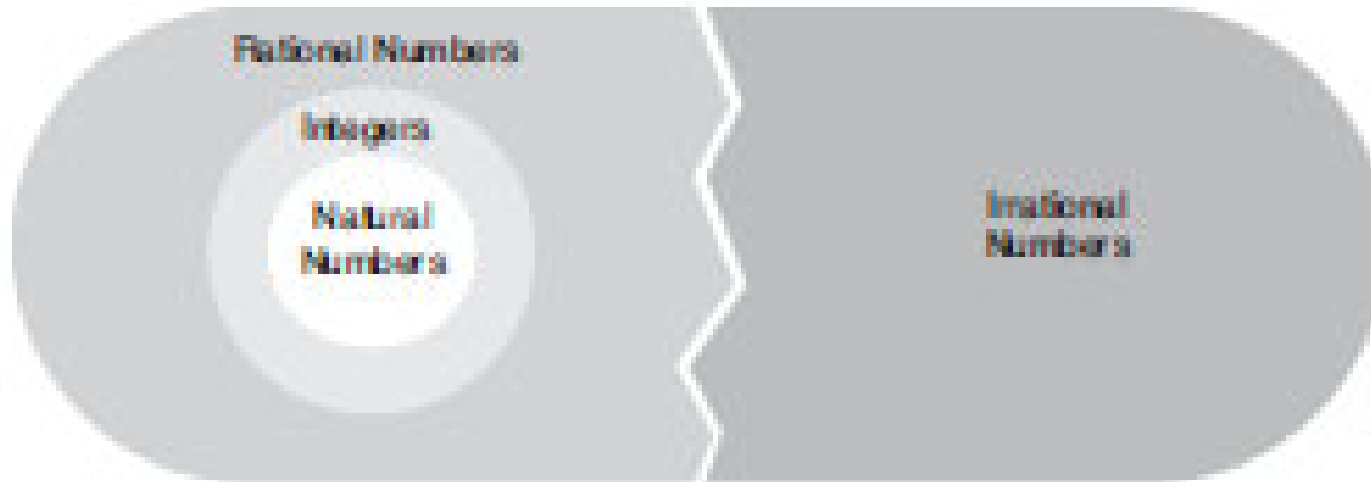 Rational Numbers
Integers
Natural
Numbers
Irrational
Numbers